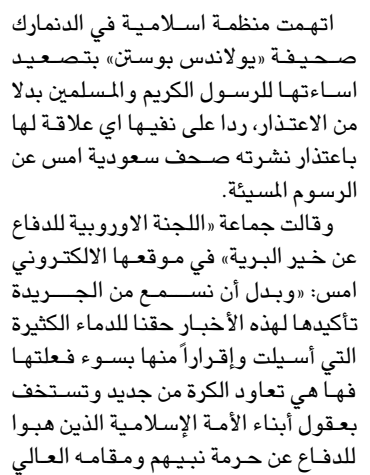 اتهمت منظمة اسلامية في الدنمارك
صحيفة «يولاندس بوستن» بتصعيد
اساءتها للرسول الكريم والمسلمين بدلا
من الاعتذار، ردا على نفيها اي علاقة لها
باعتذار نشرته صحف سعودية امس عن
الرسوم المسيئة.
وقالت جماعة «اللجنة الاوروبية للدفاع
عن خير البرية» في موقعها الالكتروني
امس: «وبدل أن نسمع من الجريدة
تأكيدها لهذه الأخبار حقنا للدماء الكثيرة
التي أسيلت وإقراراً منها بسوء فعلتها
فها هي تعاود الكرة من جديد وتستخف
بعقول أبناء الأمة الإسلامية الذين هبوا
للدفاع عن حرمة نبيهم ومقامه العالي